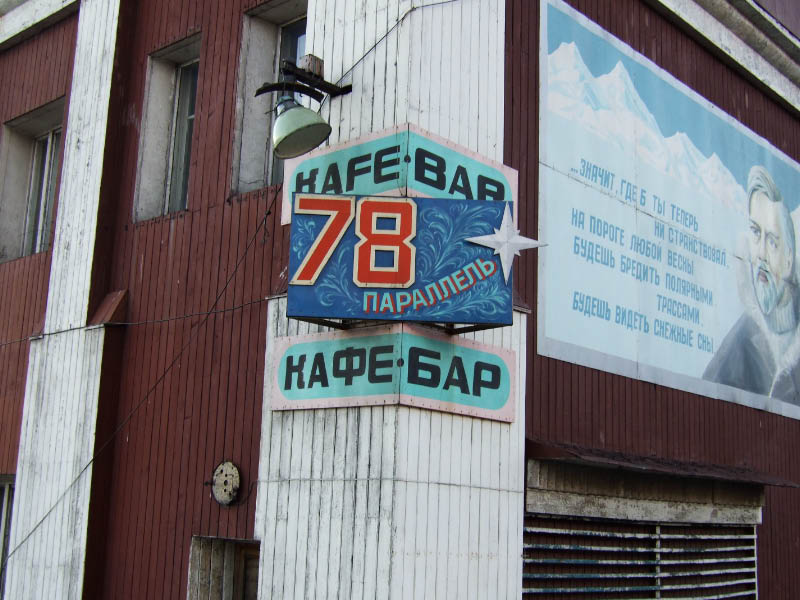 KAFE·BAR
78
ПАРАЛЛЕЛЬ
КАФЕ·БАР
...ЗНАЧИТ, ГДЕ Б ТЫ ТЕПЕРЬ
НИ СТРАНСТВОВАЛ,
НА ПОРОГЕ ЛЮБОЙ ВЕСНЫ
БУДЕШЬ БРЕДИТЬ ПОЛЯРНЫМИ
ТРАССАМИ,
БУДЕШЬ ВИДЕТЬ СНЕЖНЫЕ СНЫ